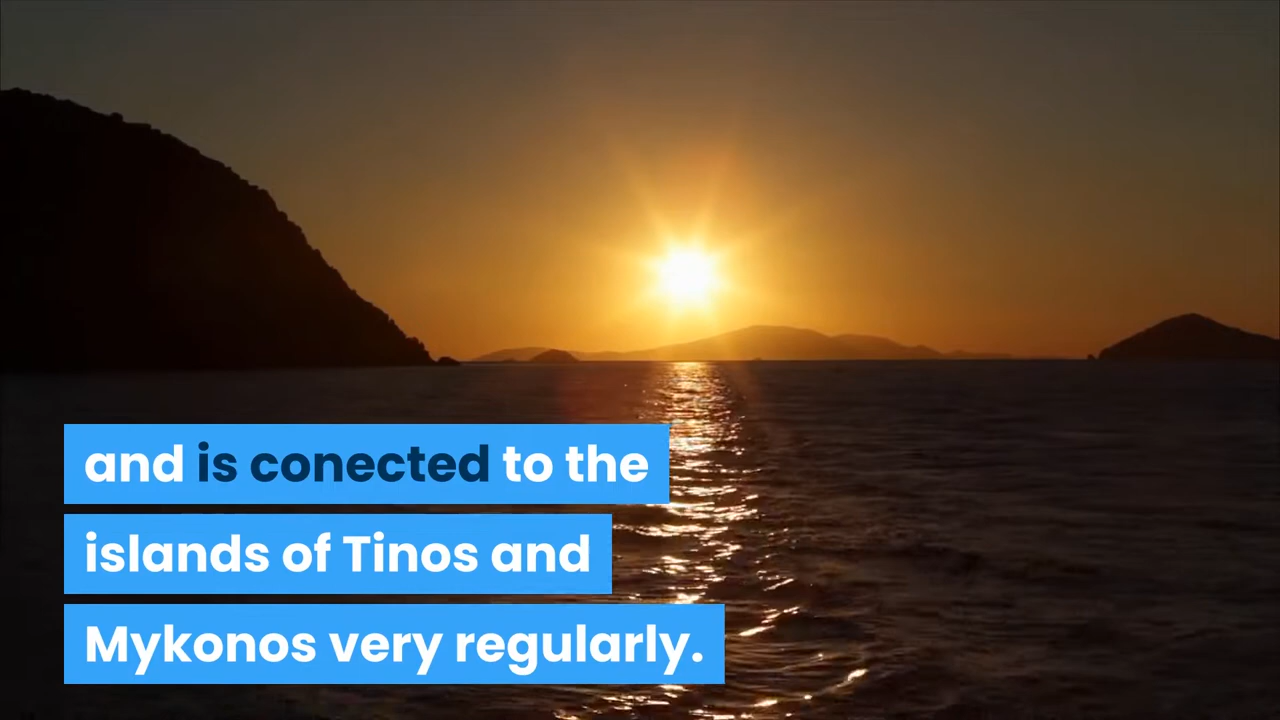 and is conected to the
islands of Tinos and
Mykonos very regularly.